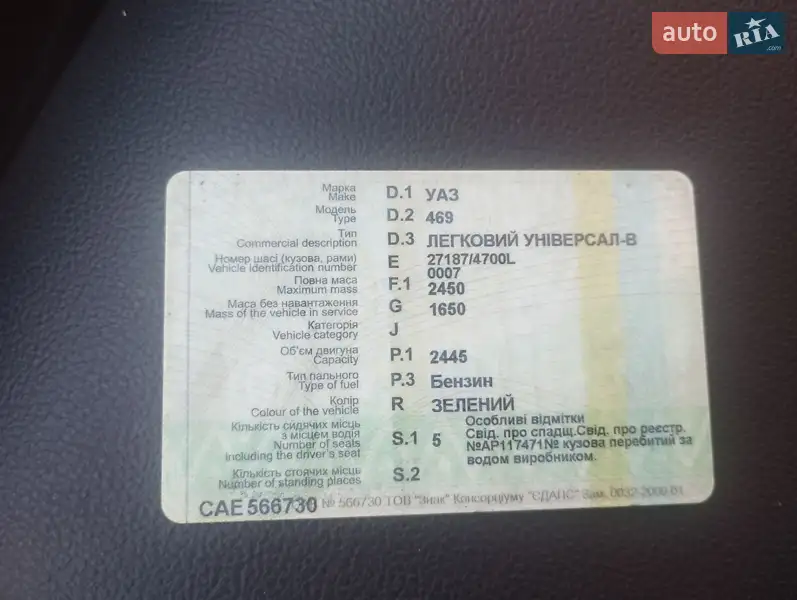 auto RIA .com
Марка D.1 УАЗ
Make
Модель D.2 469
Type
Тип D.3 ЛЕГКОВИЙ УНІВЕРСАЛ-В
Commercial description
Номер шасі (кузова, рами) E 27187/4700L
Vehicle identification number 0007
Повна маса F.1 2450
Maximum mass
Маса без навантаження G 1650
Mass of the vehicle in service
Категорія J
Vehicle category
Об'єм двигуна P.1 2445
Capacity
Тип пального P.3 Бензин
Type of fuel
Колір R ЗЕЛЕНИЙ
Colour of the vehicle
Кількість сидячих місць S.1 5
з місцем водія
Number of seats
including the driver's seat
Особливі відмітки
Свід. про спадщ.Свід. про реєстр.
№АР117471№ кузова перебитий за
водом виробником.
Кількість стоячих місць S.2
Number of standing places
САЕ 566730 № 566730 ТОВ "Знак" Консорціуму "ЄДАПС" Зам. 0032-2006-01